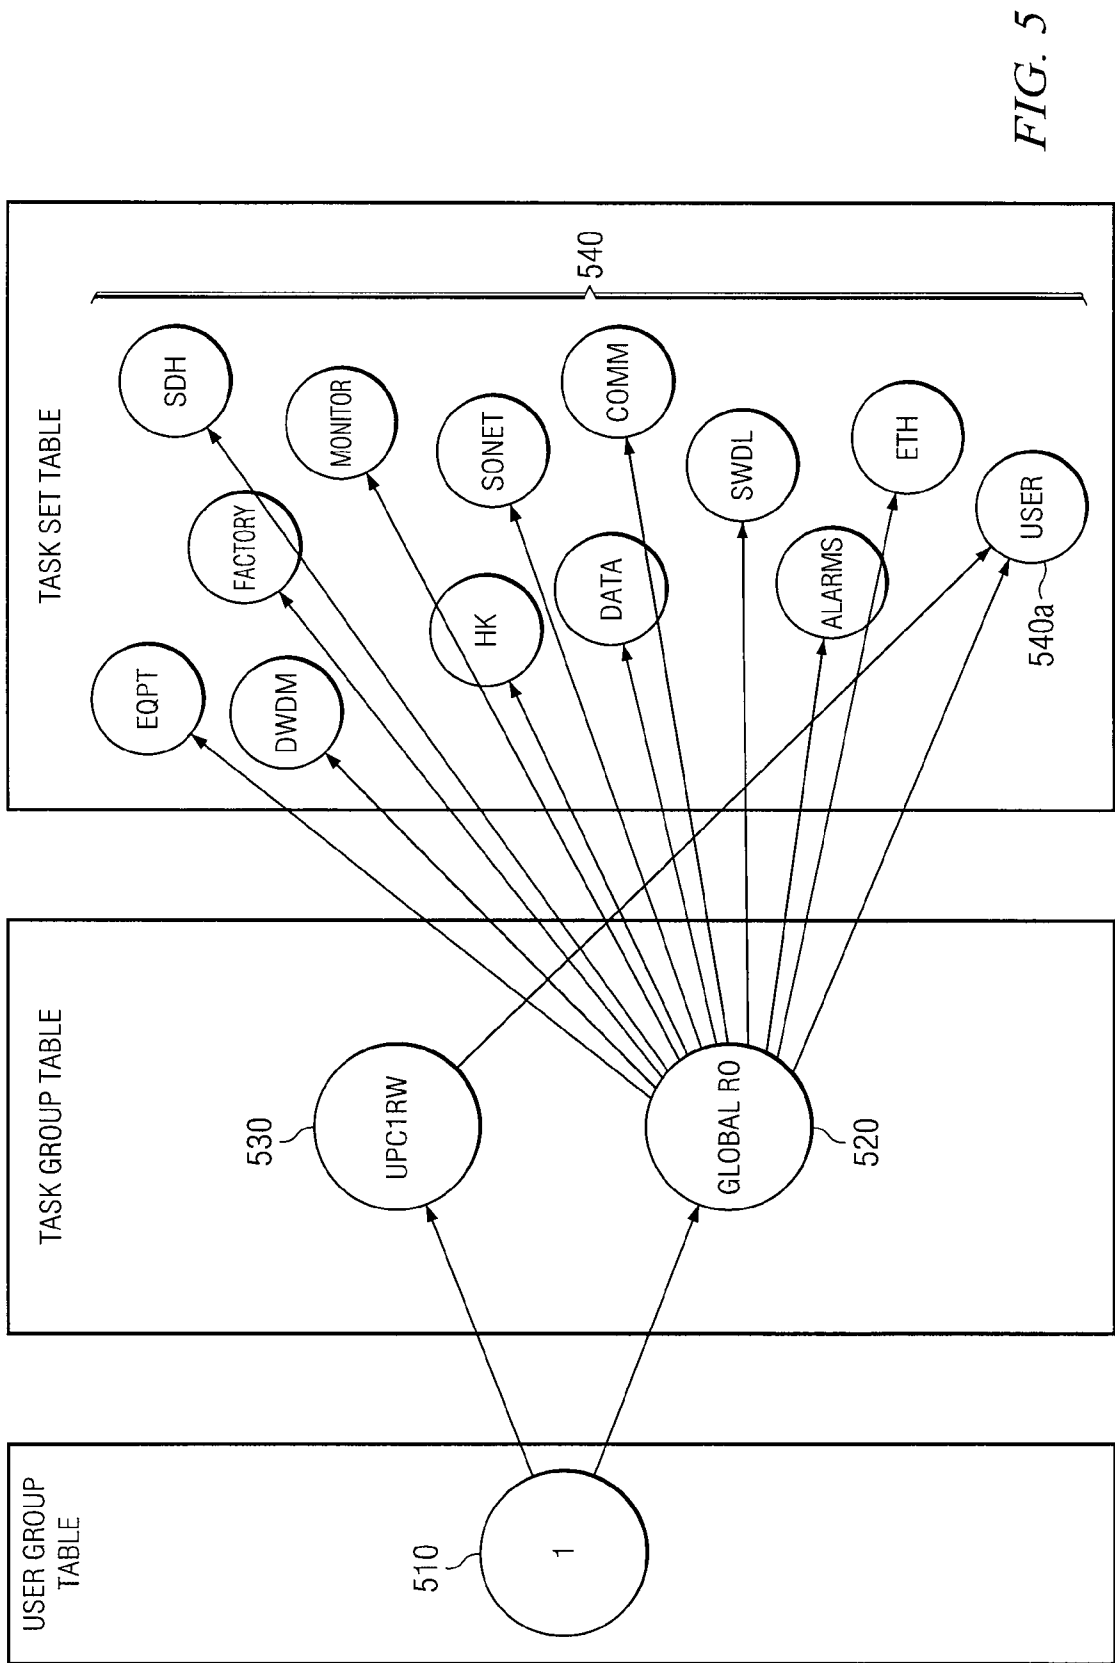 USER GROUP
TABLE
510
1
TASK GROUP TABLE
530
UPC1RW
GLOBAL RO
520
TASK SET TABLE
EQPT
SDH
FACTORY
DWDM
MONITOR
HK
SONET
540
DATA
COMM
SWDL
ALARMS
ETH
USER
540a
FIG. 5